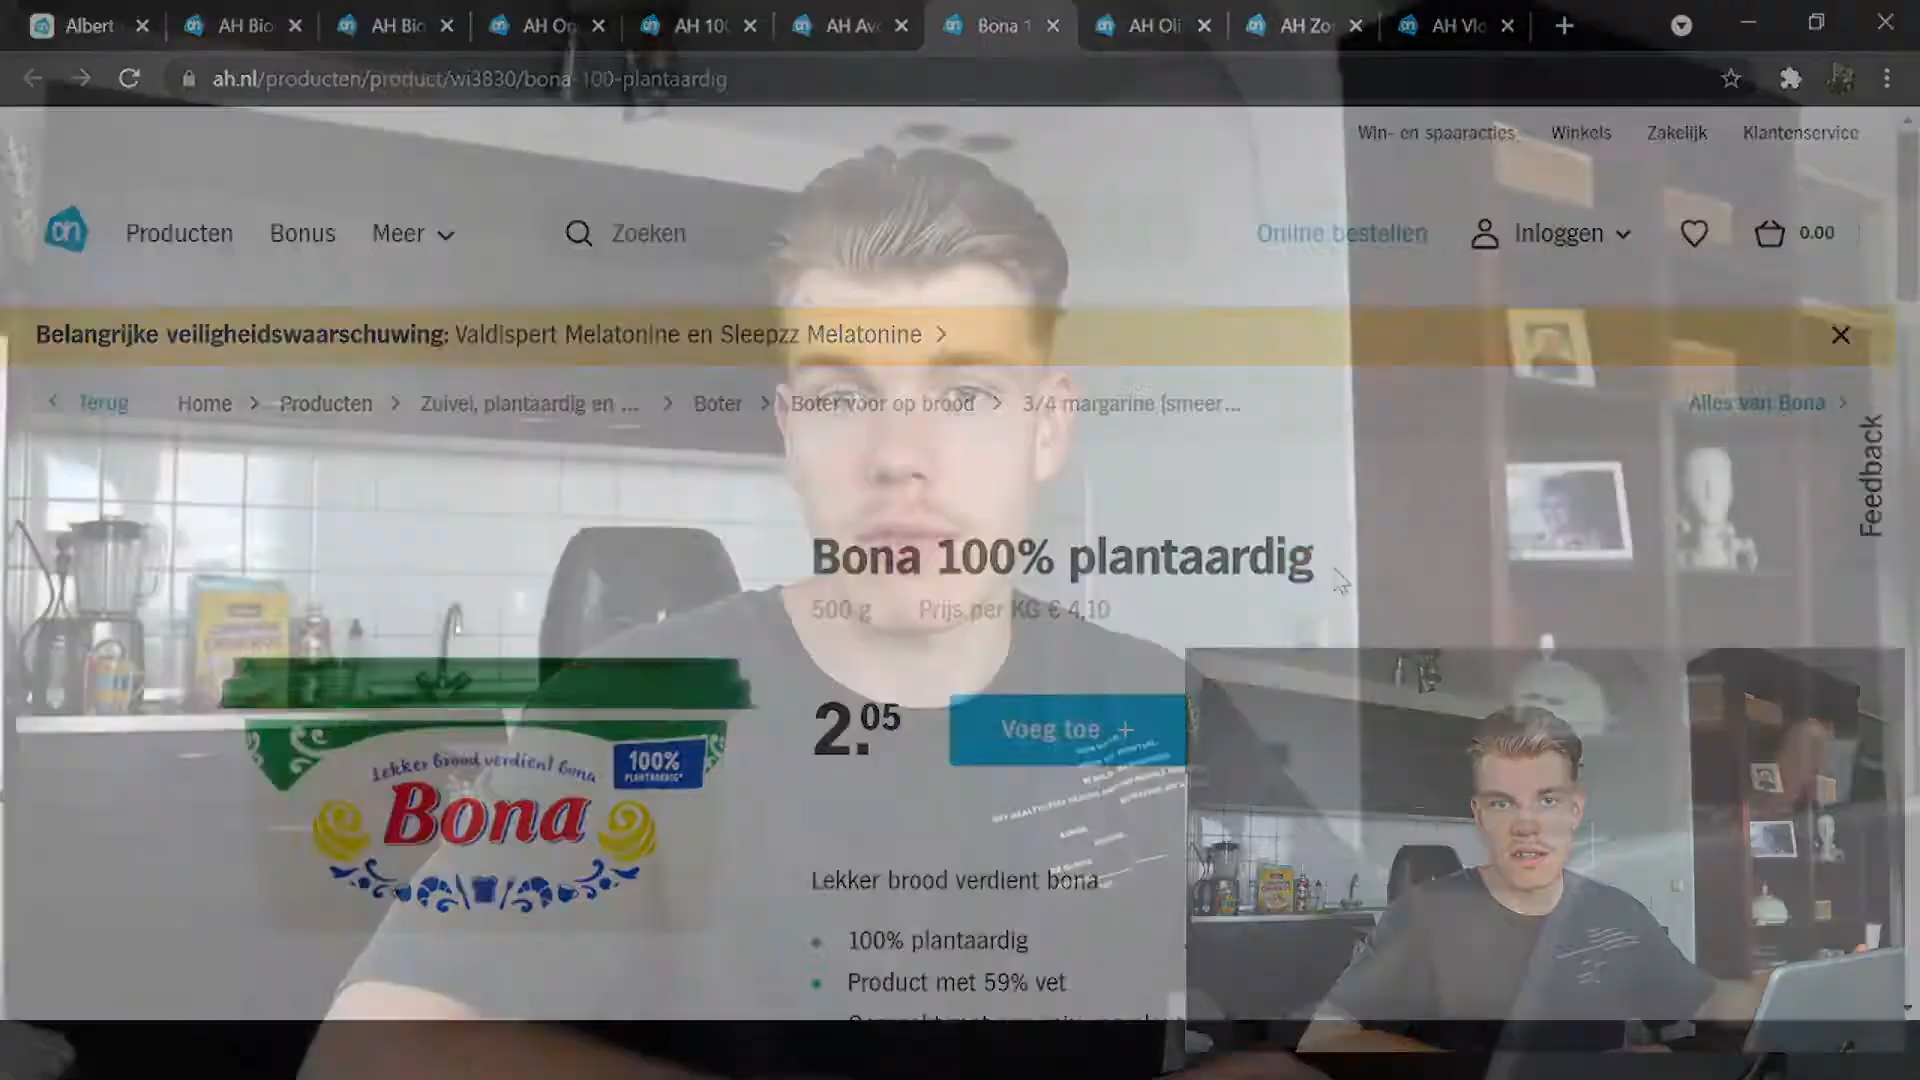 Albert
AH Bio
AH Bio
AH On
AH 100
AH Av
Bona 1
AH Oli
AH Zo
AH Vlo
ah.nl/producten/product/wi3830/bona-100-plantaardig
Win- en spaaracties
Winkels
Zakelijk
Klantenservice
Producten
Bonus
Meer
Zoeken
Online bestellen
Inloggen
0.00
Belangrijke veiligheidswaarschuwing: Valdispert Melatonine en Sleepzz Melatonine
Terug
Home
Producten
Zuivel, plantaardig en ...
Boter
Boter voor op brood
3/4 margarine (smeer...
Alles van Bona
Feedback
Bona 100% plantaardig
500 g
Prijs per KG € 4,10
2.05
Voeg toe +
Lekker brood verdient bona
100%
PLANTAARDIG*
Bona
Lekker brood verdient bona
100% plantaardig
Product met 59% vet